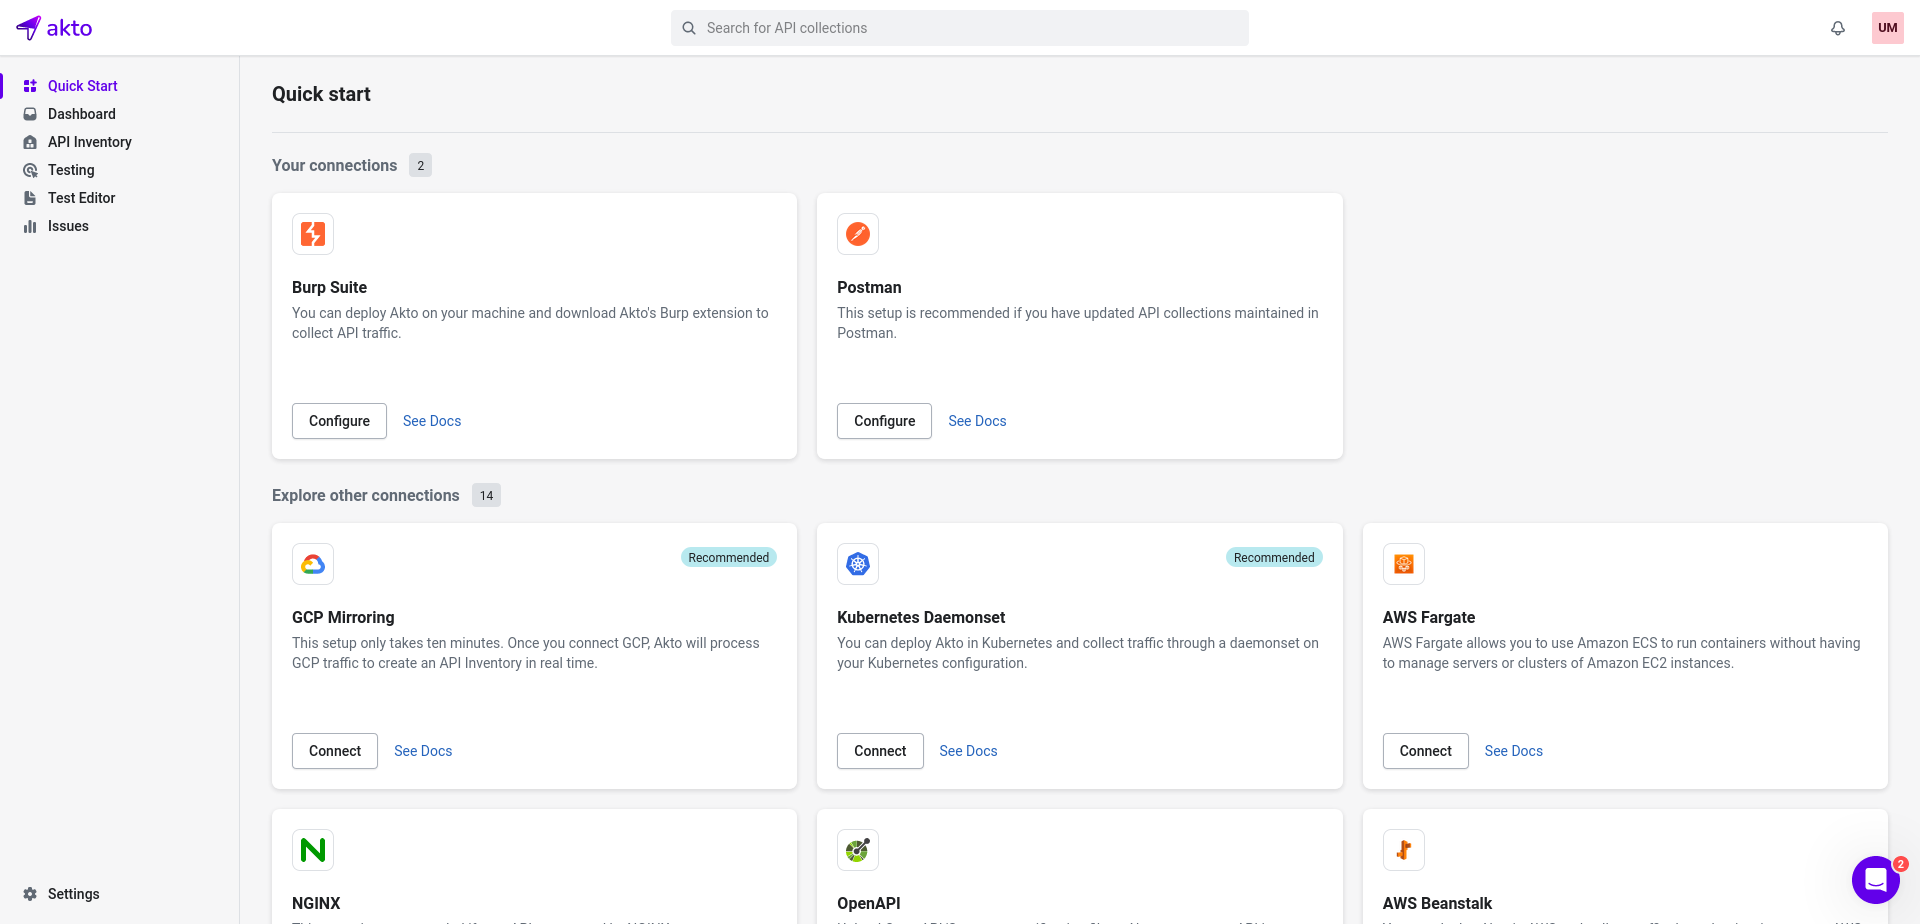 akto
Search for API collections
UM
Quick Start
Dashboard
API Inventory
Testing
Test Editor
Issues
Settings
Quick start
Your connections 2
Burp Suite
You can deploy Akto on your machine and download Akto's Burp extension to
collect API traffic.
Configure See Docs
Postman
This setup is recommended if you have updated API collections maintained in
Postman.
Configure See Docs
Explore other connections 14
Recommended
GCP Mirroring
This setup only takes ten minutes. Once you connect GCP, Akto will process
GCP traffic to create an API Inventory in real time.
Connect See Docs
Recommended
Kubernetes Daemonset
You can deploy Akto in Kubernetes and collect traffic through a daemonset on
your Kubernetes configuration.
Connect See Docs
AWS Fargate
AWS Fargate allows you to use Amazon ECS to run containers without having
to manage servers or clusters of Amazon EC2 instances.
Connect See Docs
NGINX
OpenAPI
AWS Beanstalk
2